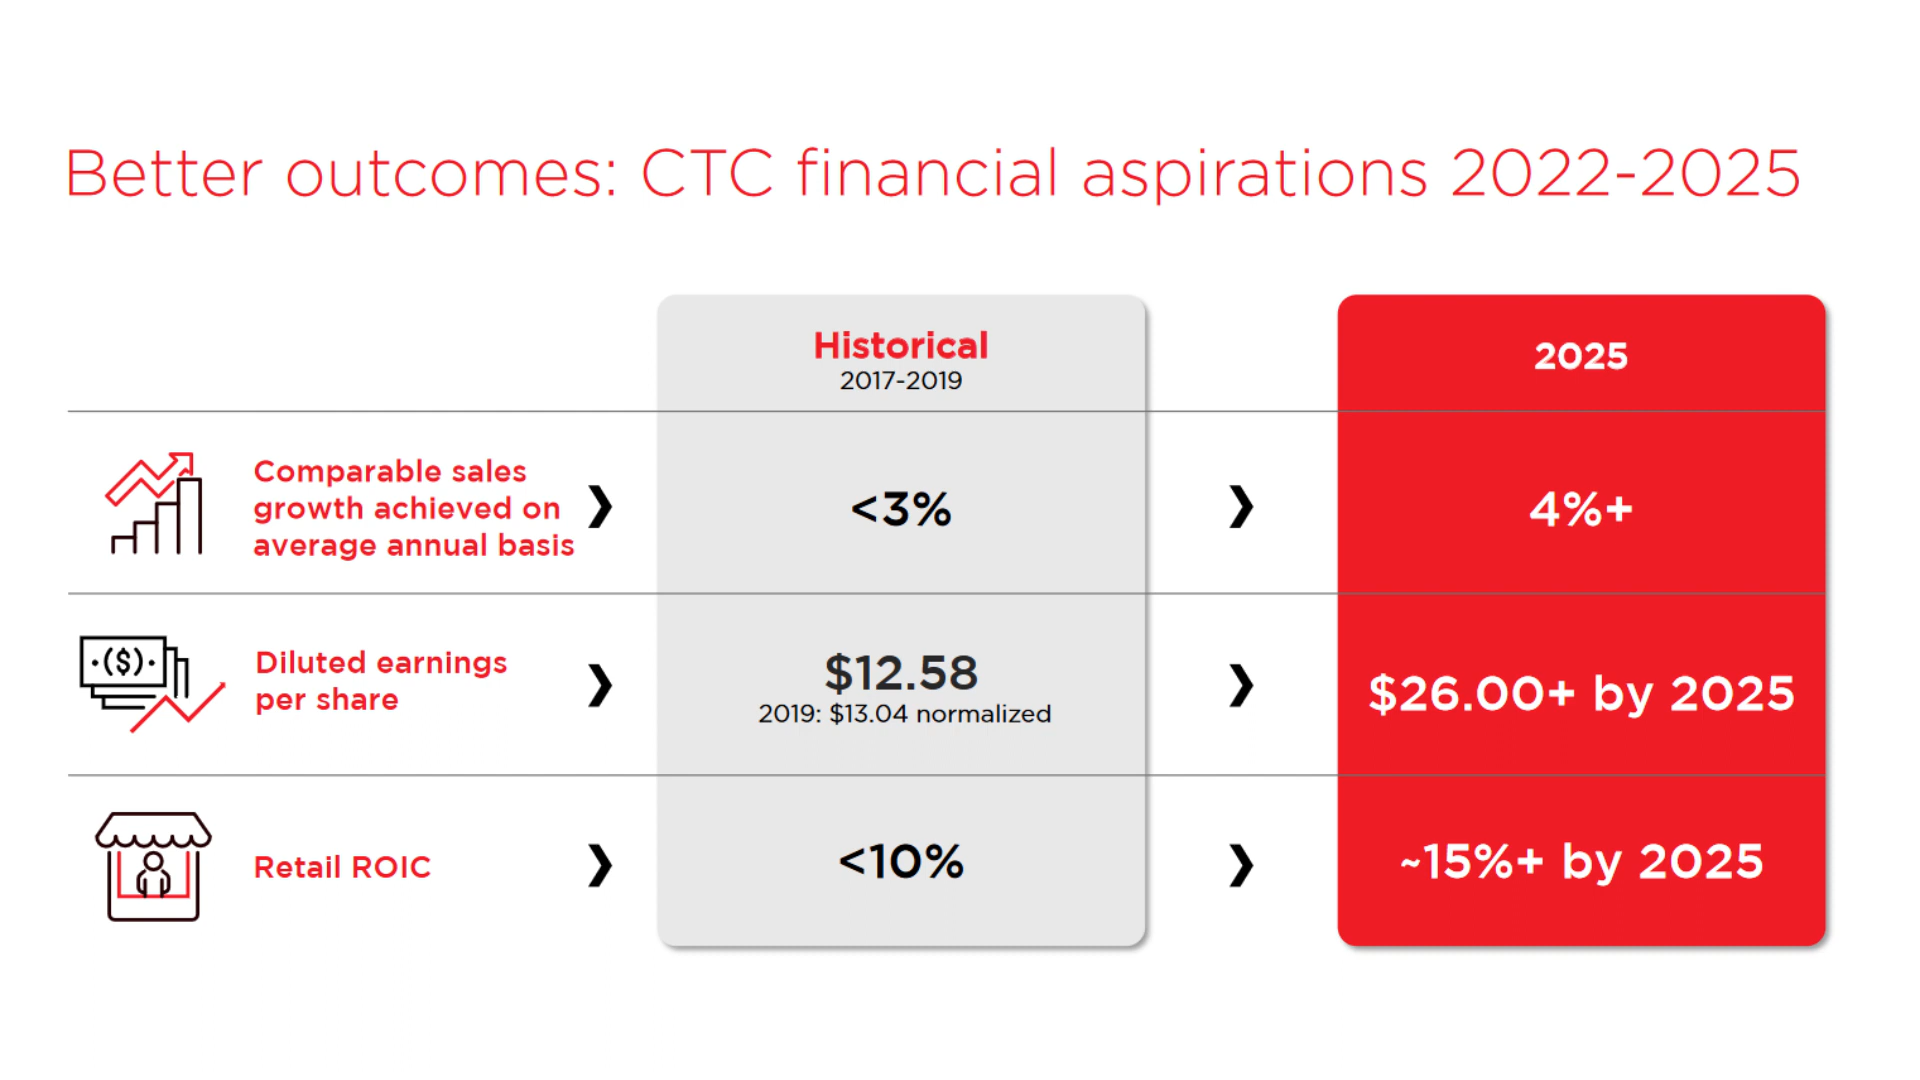 Better outcomes: CTC financial aspirations 2022-2025
Historical
2017-2019
2025
Comparable sales
growth achieved on
average annual basis
<3%
4%+
($)
Diluted earnings
per share
$12.58
2019: $13.04 normalized
$26.00+ by 2025
Retail ROIC
<10%
~15%+ by 2025